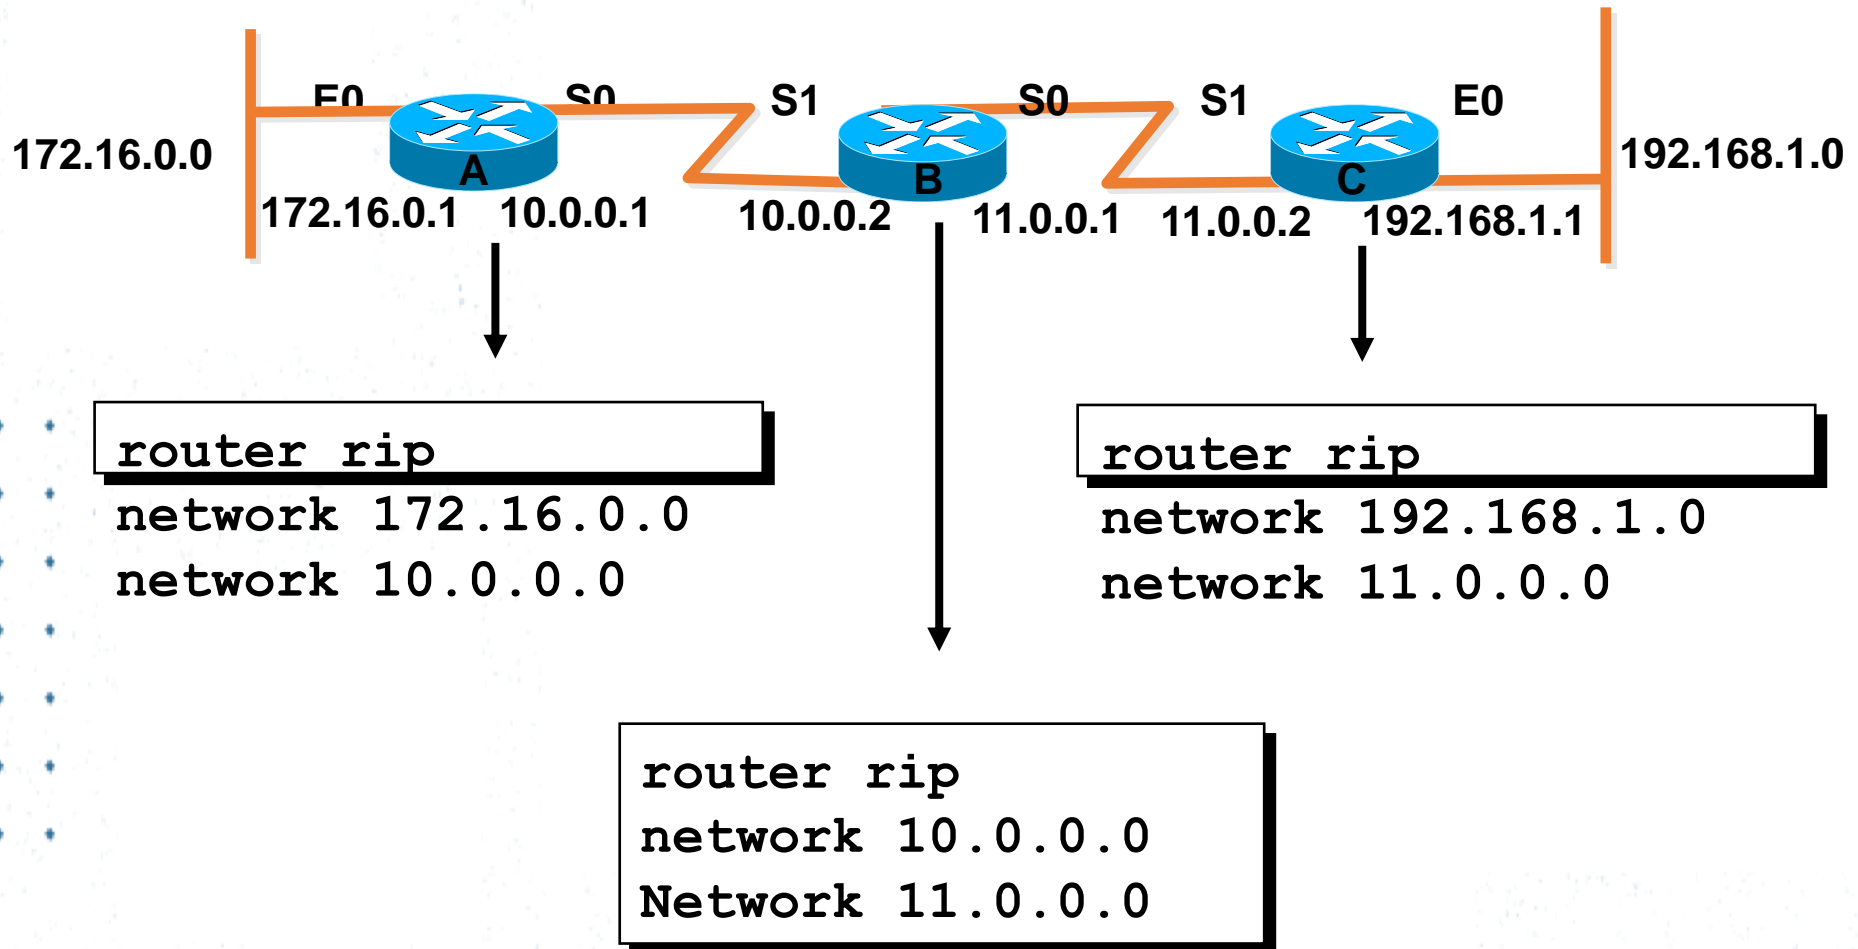 E0 S0 S1 S0 S1 E0
172.16.0.0 A B C 192.168.1.0
172.16.0.1 10.0.0.1 10.0.0.2 11.0.0.1 11.0.0.2 192.168.1.1
router rip
network 172.16.0.0
network 10.0.0.0
router rip
network 192.168.1.0
network 11.0.0.0
router rip
network 10.0.0.0
Network 11.0.0.0